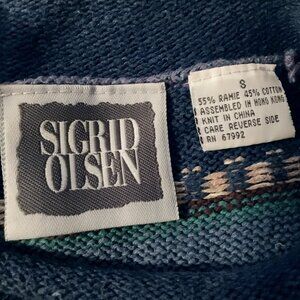 SIGRID
OLSEN
S
55% RAMIE 45% COTTON
ASSEMBLED IN HONG KONG
KNIT IN CHINA
CARE REVERSE SIDE
RN 67992